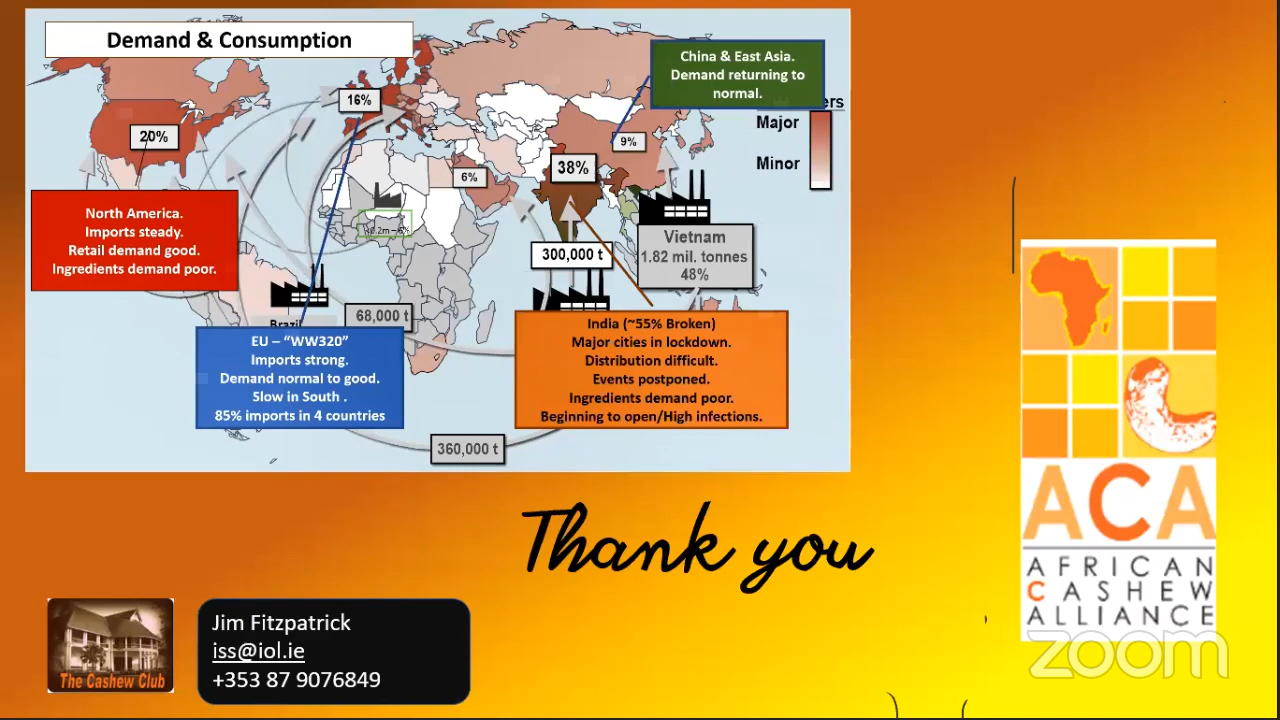 Demand & Consumption
China & East Asia.
Demand returning to
normal.
ers
Major
Minor
16%
20%
9%
38%
6%
North America.
Imports steady.
Retail demand good.
Ingredients demand poor.
Vietnam
1.82 mil. tonnes
48%
300,000 t
68,000 t
Brazil
EU – “WW320”
Imports strong.
Demand normal to good.
Slow in South .
85% imports in 4 countries
India (~55% Broken)
Major cities in lockdown.
Distribution difficult.
Events postponed.
Ingredients demand poor.
Beginning to open/High infections.
360,000 t
Thank you
ACA
AFRICAN
CASHEW
ALLIANCE
zoom
The Cashew Club
Jim Fitzpatrick
iss@iol.ie
+353 87 9076849